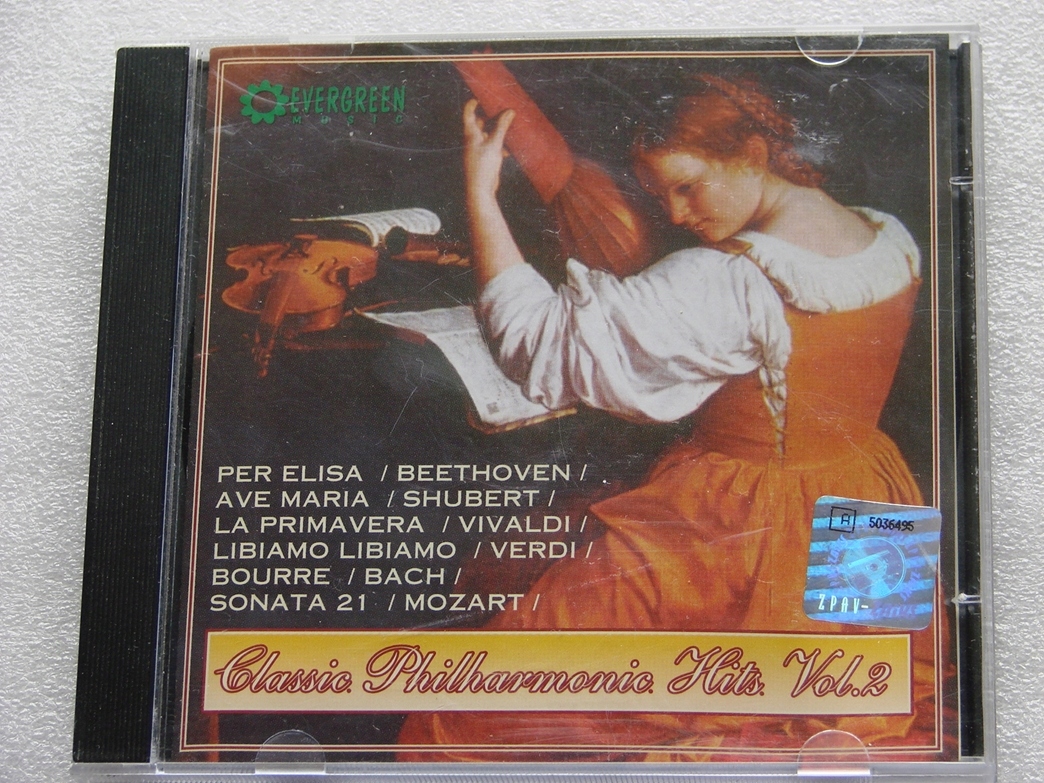 EVERGREEN
MUSIC
PER ELISA / BEETHOVEN /
AVE MARIA / SHUBERT /
LA PRIMAVERA / VIVALDI /
LIBIAMO LIBIAMO / VERDI /
BOURRE / BACH /
SONATA 21 / MOZART /
A 5036495
ZPAV-
Classic Philharmonic Hits Vol.2